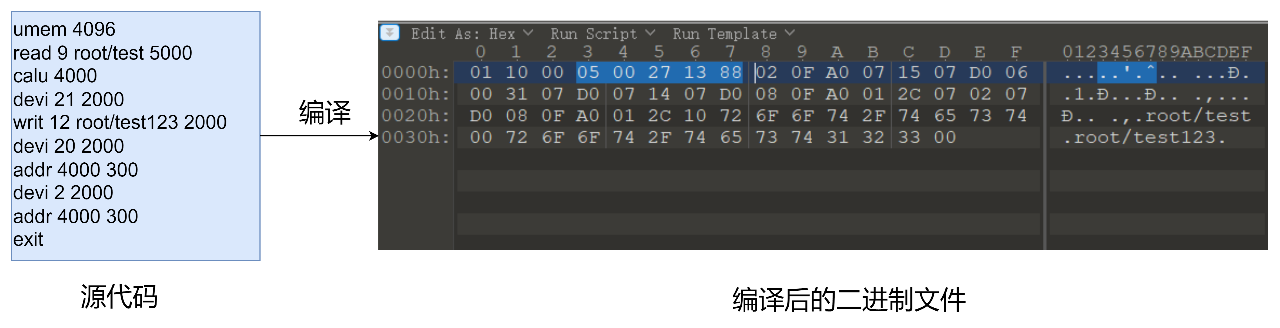 umem 4096
read 9 root/test 5000
calu 4000
devi 21 2000
writ 12 root/test123 2000
devi 20 2000
addr 4000 300
devi 2 2000
addr 4000 300
exit
源代码
编译
Edit As: Hex Run Script Run Template
0 1 2 3 4 5 6 7 8 9 A B C D E F 0123456789ABCDEF
0000h: 01 10 00 05 00 27 13 88 02 0F A0 07 15 07 D0 06 .....'.ˆ.. ...Ð.
0010h: 00 31 07 D0 07 14 07 D0 08 0F A0 01 2C 07 02 07 .1.Ð...Ð.. .,...
0020h: D0 08 0F A0 01 2C 10 72 6F 6F 74 2F 74 65 73 74 Ð.. .,.root/test
0030h: 00 72 6F 6F 74 2F 74 65 73 74 31 32 33 00 .root/test123.
编译后的二进制文件